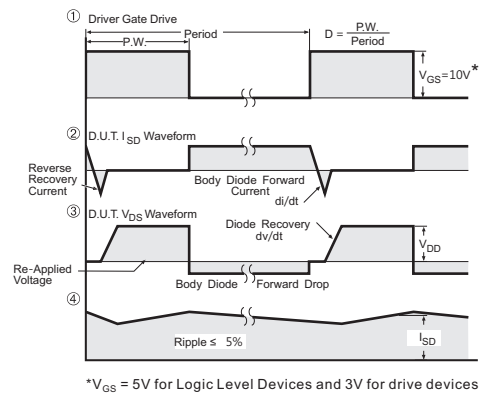 ① Driver Gate Drive
P.W.
Period
D = P.W.
Period
VGS=10V*
② D.U.T. ISD Waveform
Reverse
Recovery
Current
Body Diode Forward
Current
di/dt
③ D.U.T. VDS Waveform
Diode Recovery
dv/dt
VDD
Re-Applied
Voltage
Body Diode Forward Drop
④
Ripple ≤ 5%
ISD
*VGS = 5V for Logic Level Devices and 3V for drive devices